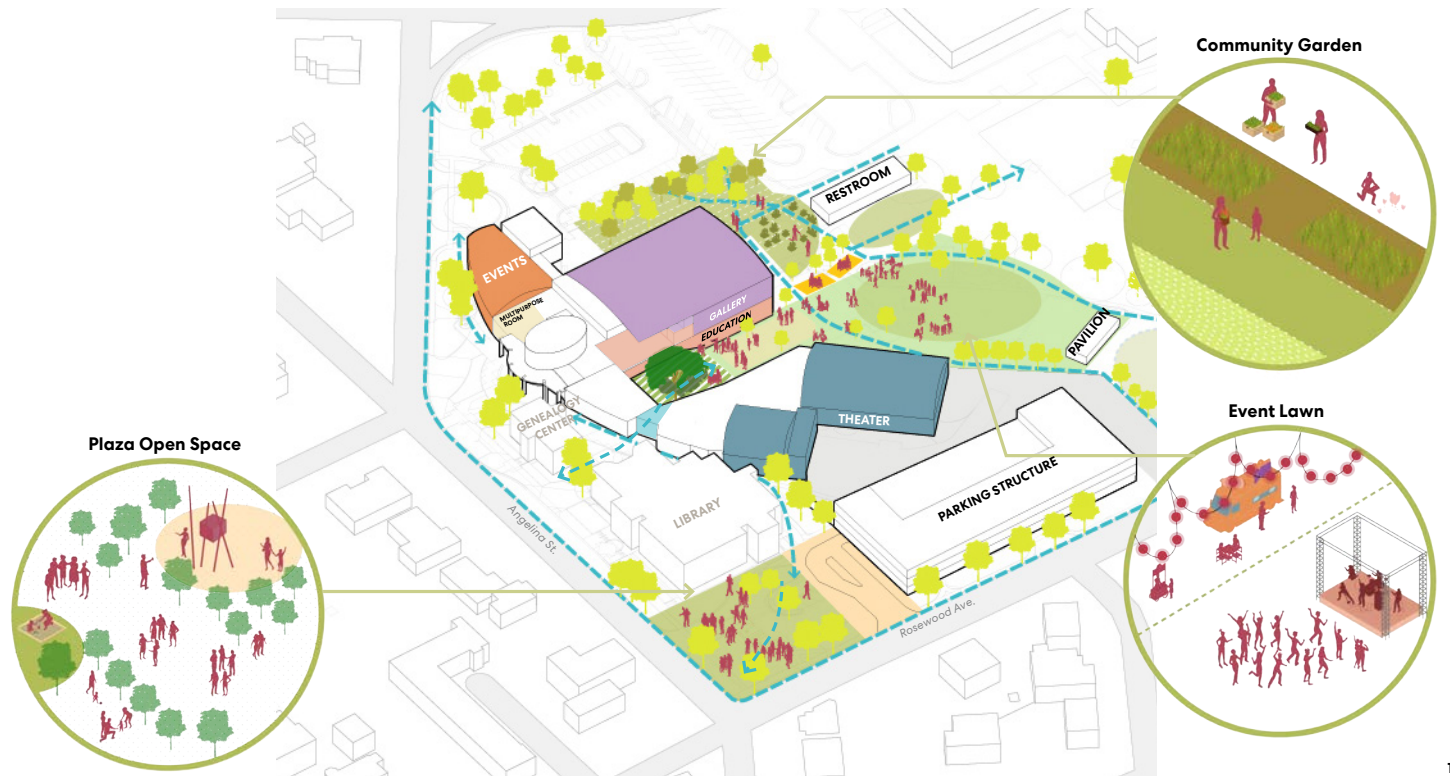 Community Garden
RESTROOM
EVENTS
MULTIPURPOSE
ROOM
GALLERY
EDUCATION
PAVILION
GENEALOGY
CENTER
THEATER
Event Lawn
Plaza Open Space
PARKING STRUCTURE
LIBRARY
Angelina St.
Rosewood Ave.